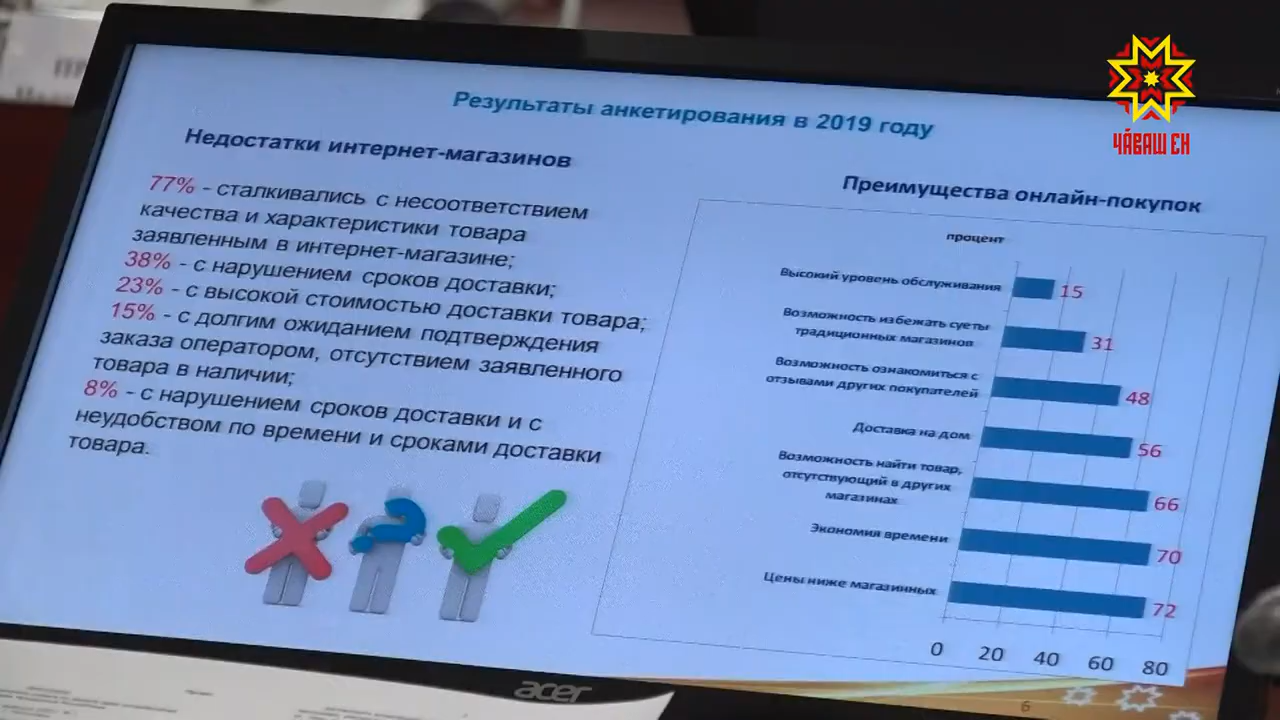 ЧӐВАШ ЕН
Результаты анкетирования в 2019 году
Недостатки интернет-магазинов
77% - сталкивались с несоответствием
качества и характеристики товара
заявленным в интернет-магазине;
38% - с нарушением сроков доставки;
23% - с высокой стоимостью доставки товара;
15% - с долгим ожиданием подтверждения
заказа оператором, отсутствием заявленного
товара в наличии;
8% - с нарушением сроков доставки и с
неудобством по времени и сроками доставки
товара.
Преимущества онлайн-покупок
процент
Высокий уровень обслуживания 15
Возможность избежать суеты
традиционных магазинов 31
Возможность ознакомиться с
отзывами других покупателей 48
Доставка на дом 56
Возможность найти товар,
отсутствующий в других
магазинах 66
Экономия времени 70
Цены ниже магазинных 72
0 20 40 60 80
6
acer